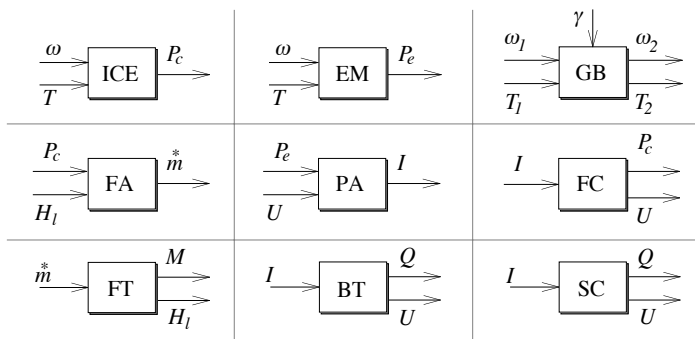 ω T ICE P_c
ω T EM P_e
γ ω_1 T_1 GB ω_2 T_2
P_c H_l FA m*
P_e U PA I
I FC P_c U
m* FT M H_l
I BT Q U
I SC Q U